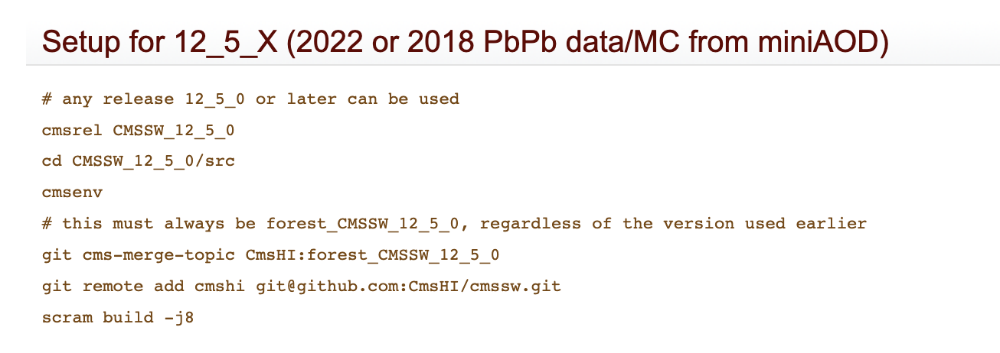 Setup for 12_5_X (2022 or 2018 PbPb data/MC from miniAOD)
# any release 12_5_0 or later can be used
cmsrel CMSSW_12_5_0
cd CMSSW_12_5_0/src
cmsenv
# this must always be forest_CMSSW_12_5_0, regardless of the version used earlier
git cms-merge-topic CmsHI:forest_CMSSW_12_5_0
git remote add cmshi git@github.com:CmsHI/cmssw.git
scram build -j8